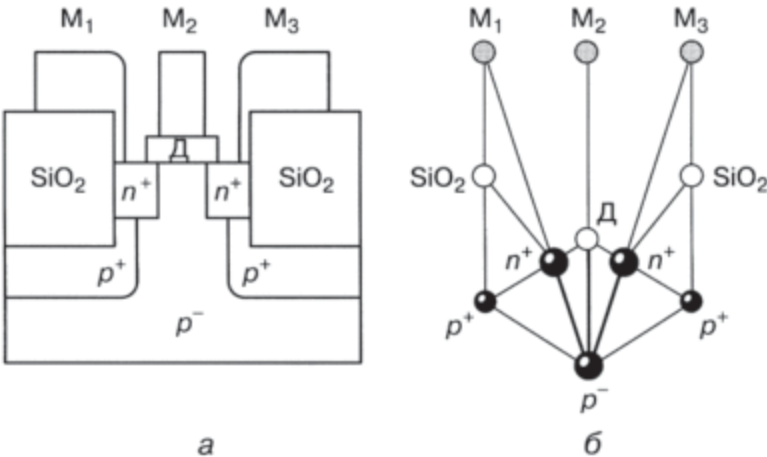 M₁ M₂ M₃
Д
SiO₂ n⁺ n⁺ SiO₂
p⁺ p⁺
p⁻
а
M₁ M₂ M₃
SiO₂ SiO₂
Д
n⁺ n⁺
p⁺ p⁺
p⁻
б